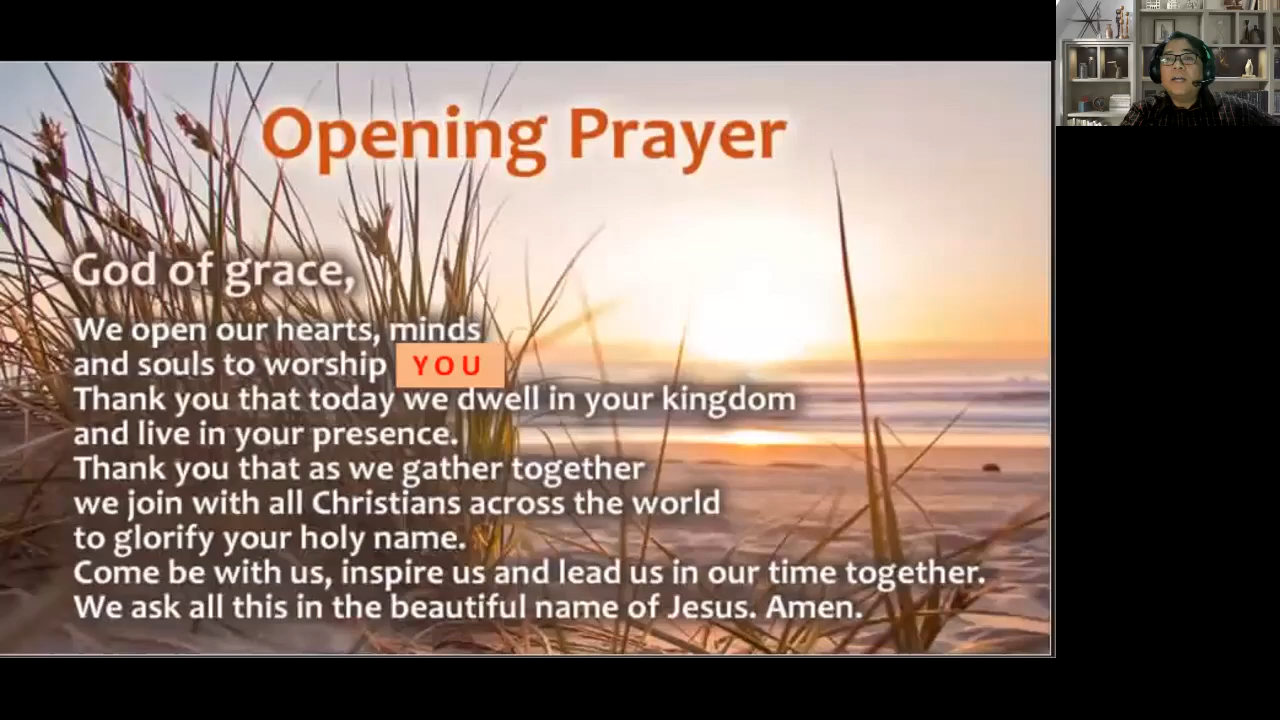 Opening Prayer
God of grace,
We open our hearts, minds
and souls to worship YOU
Thank you that today we dwell in your kingdom
and live in your presence.
Thank you that as we gather together
we join with all Christians across the world
to glorify your holy name.
Come be with us, inspire us and lead us in our time together.
We ask all this in the beautiful name of Jesus. Amen.